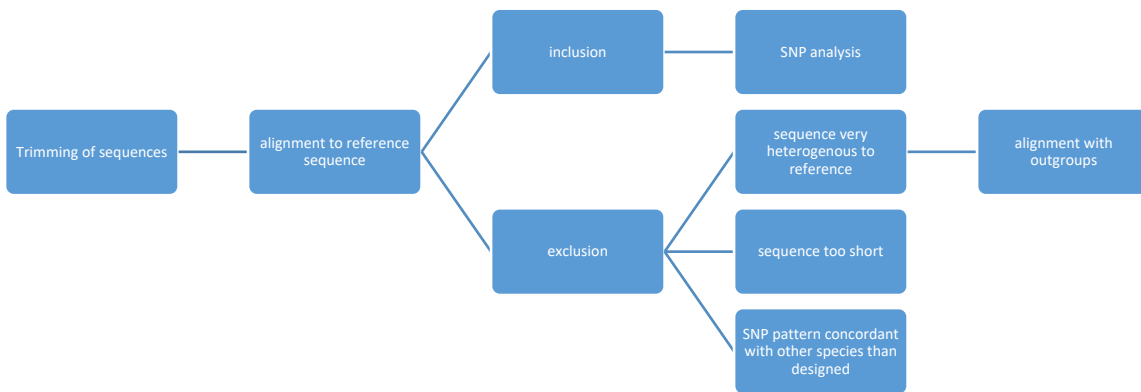 Trimming of sequences
alignment to reference
sequence
inclusion
SNP analysis
exclusion
sequence very
heterogenous to
reference
alignment with
outgroups
sequence too short
SNP pattern concordant
with other species than
designed